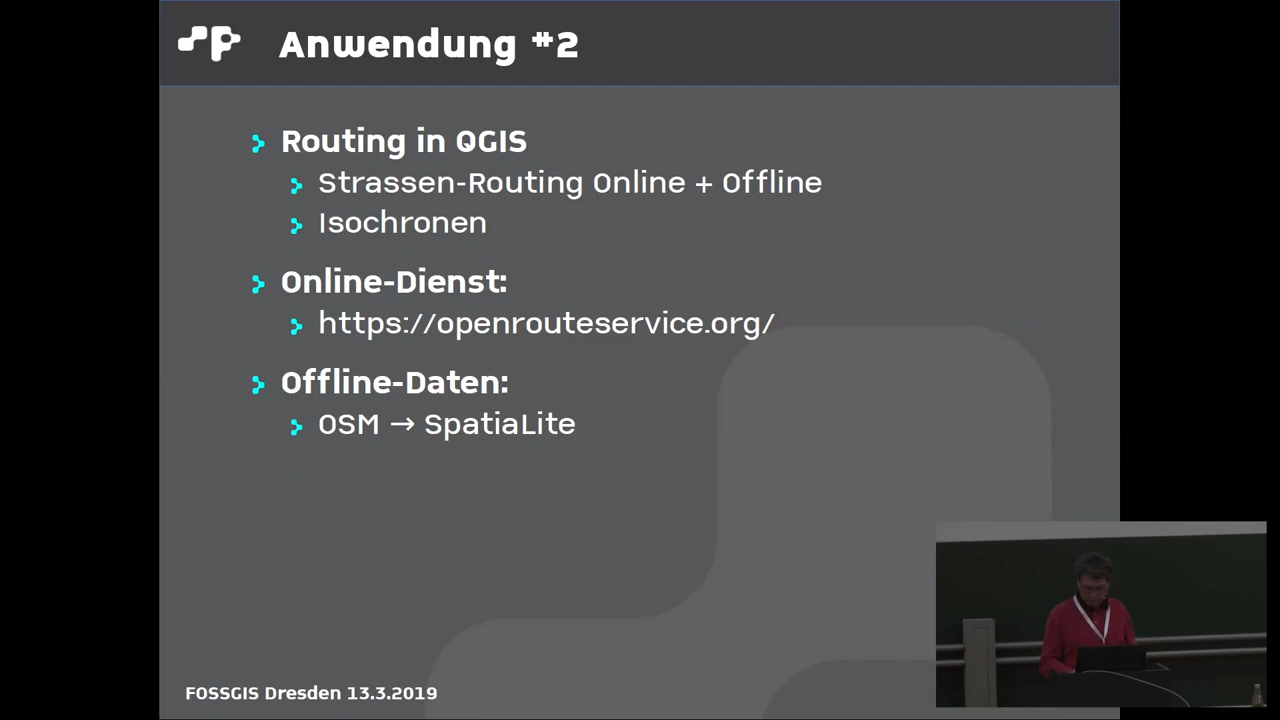 Anwendung #2
Routing in QGIS
Strassen-Routing Online + Offline
Isochronen
Online-Dienst:
https://openrouteservice.org/
Offline-Daten:
OSM → SpatiaLite
FOSSGIS Dresden 13.3.2019